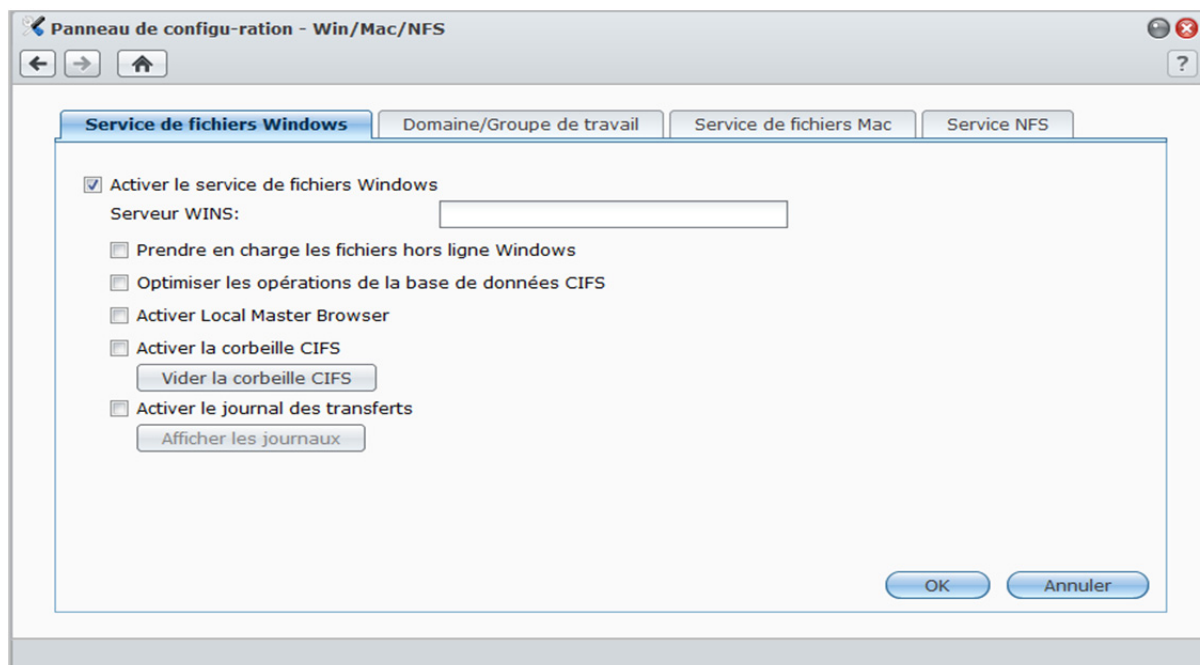 Panneau de configu-ration - Win/Mac/NFS
?
Service de fichiers Windows
Domaine/Groupe de travail
Service de fichiers Mac
Service NFS
Activer le service de fichiers Windows
Serveur WINS:
Prendre en charge les fichiers hors ligne Windows
Optimiser les opérations de la base de données CIFS
Activer Local Master Browser
Activer la corbeille CIFS
Vider la corbeille CIFS
Activer le journal des transferts
Afficher les journaux
OK
Annuler